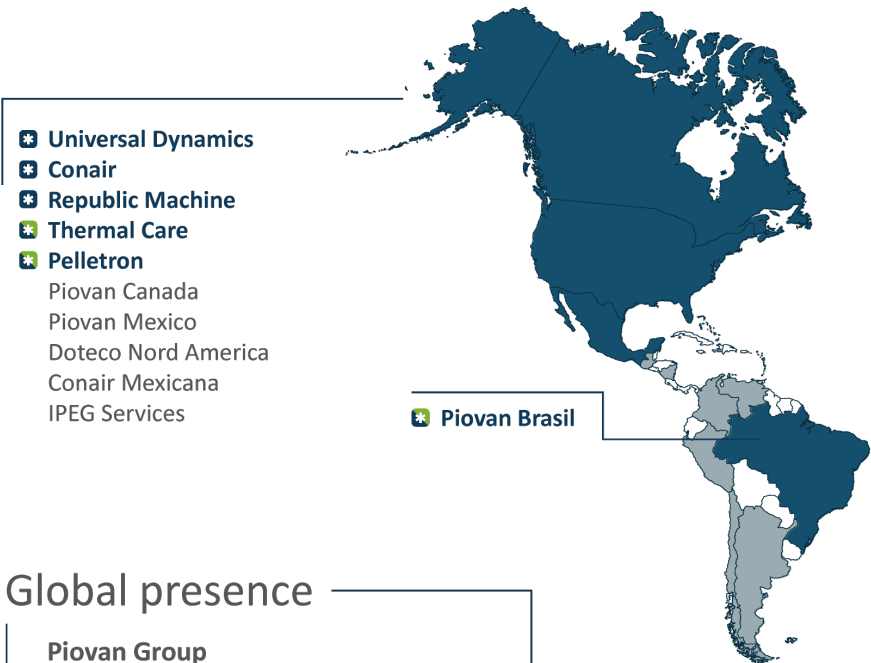 Universal Dynamics
Conair
Republic Machine
Thermal Care
Pelletron
Piovan Canada
Piovan Mexico
Doteco Nord America
Conair Mexicana
IPEG Services
Piovan Brasil
Global presence
Piovan Group